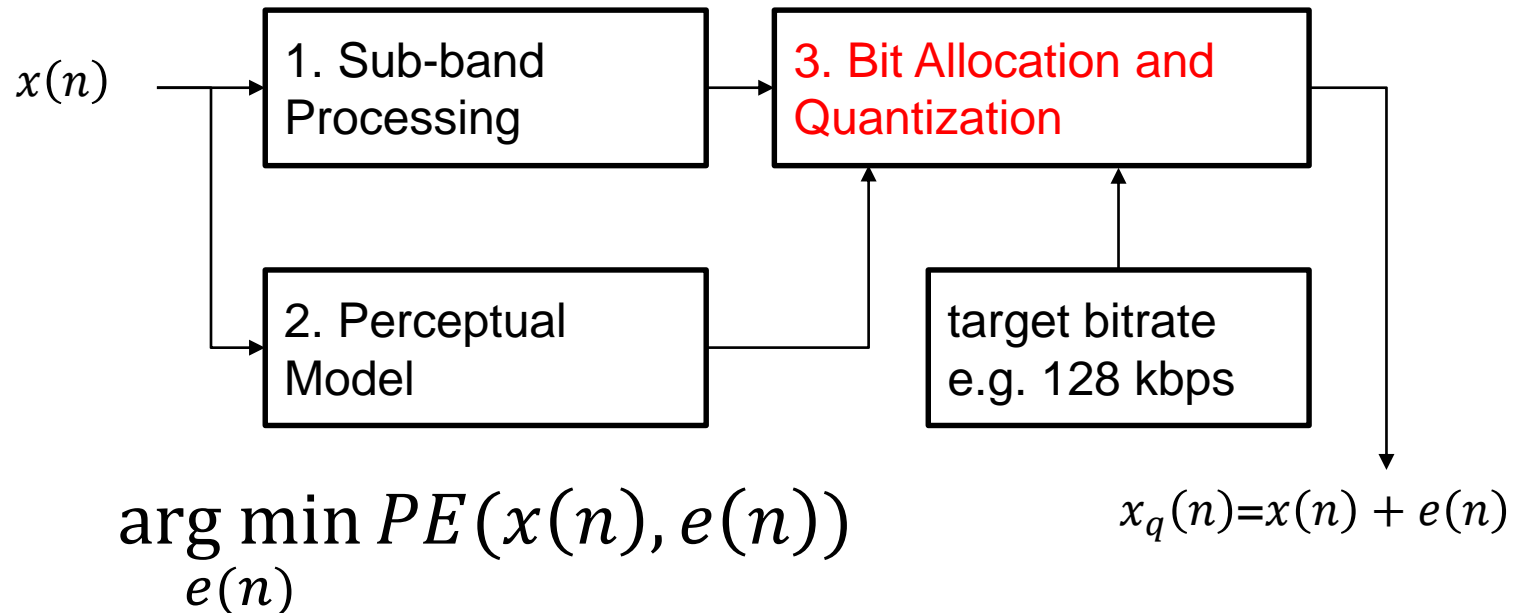 x(n)
1. Sub-band
Processing
3. Bit Allocation and
Quantization
2. Perceptual
Model
target bitrate
e.g. 128 kbps
arg min PE(x(n), e(n))
e(n)
x_q(n)=x(n) + e(n)